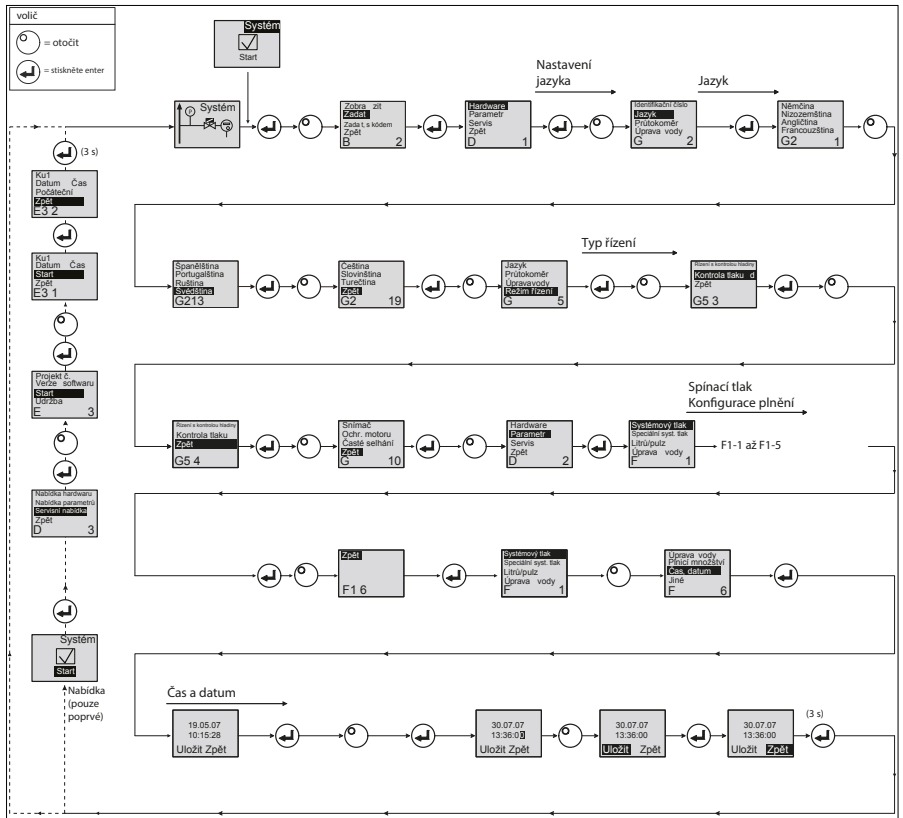 volič
= otočit
= stiskněte enter
Systém
Start
Nastavení
jazyka
Jazyk
Systém
P
Zobra zit
Zadat
Zada t, s kódem
Zpět
B 2
Hardware
Parametr
Servis
Zpět
D 1
Identifikační číslo
Jazyk
Průtokoměr
Úprava vody
G 2
Němčina
Nizozemština
Angličtina
Francouzština
G2 1
(3 s)
Ku1
Datum Čas
Počáteční
Zpět
E3 2
Ku1
Datum Čas
Start
Zpět
E3 1
Typ řízení
Spanělština
Portugalština
Ruština
Svédština
G213
Ceština
Slovinština
Turečtina
Zpět
G2 19
Jazyk
Průtokoměr
Úpravavody
Režim řízení
G 5
Řízení s kontrolou hladiny
Kontrola tlaku d
Zpět
G5 3
Projekt č.
Verze softwaru
Start
Údržba
E 3
Spínací tlak
Konfigurace plnění
Řízení s kontrolou hladiny
Kontrola tlaku
Zpět
G5 4
Snímač
Ochr. motoru
Časté selhání
Zpět
G 10
Hardware
Parametr
Servis
Zpět
D 2
Systémový tlak
Speciální syst. tlak
Litrů/pulz
Úprava vody
F 1
F1-1 až F1-5
Nabídka hardwaru
Nabídka parametrů
Servisní nabídka
Zpět
D 3
Zpět
F1 6
Systémový tlak
Speciální syst. tlak
Litrů/pulz
Úprava vody
F 1
Úprava vody
Plnicí množství
Čas, datum
Jiné
F 6
Systém
Start
Nabídka
(pouze
poprvé)
Čas a datum
19.05.07
10:15:28
Uložit Zpět
30.07.07
13:36:00
Uložit Zpět
30.07.07
13:36:00
Uložit Zpět
30.07.07
13:36:00
Uložit Zpět
(3 s)